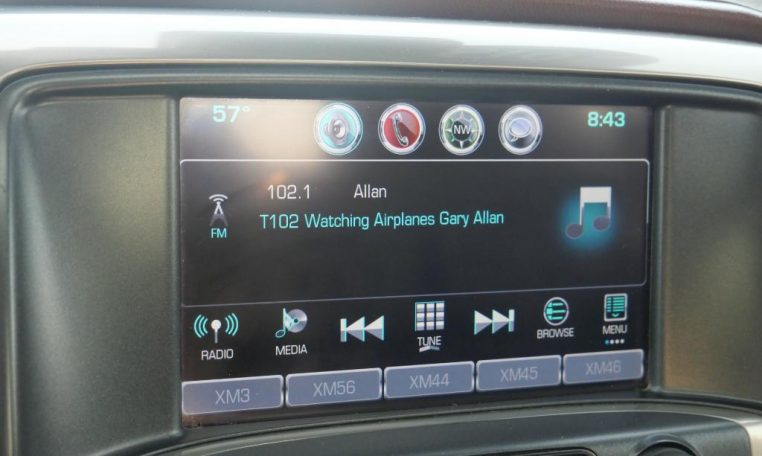 57° NW 8:43
102.1 Allan
FM T102 Watching Airplanes Gary Allan
RADIO MEDIA TUNE BROWSE MENU
XM3 XM56 XM44 XM45 XM46